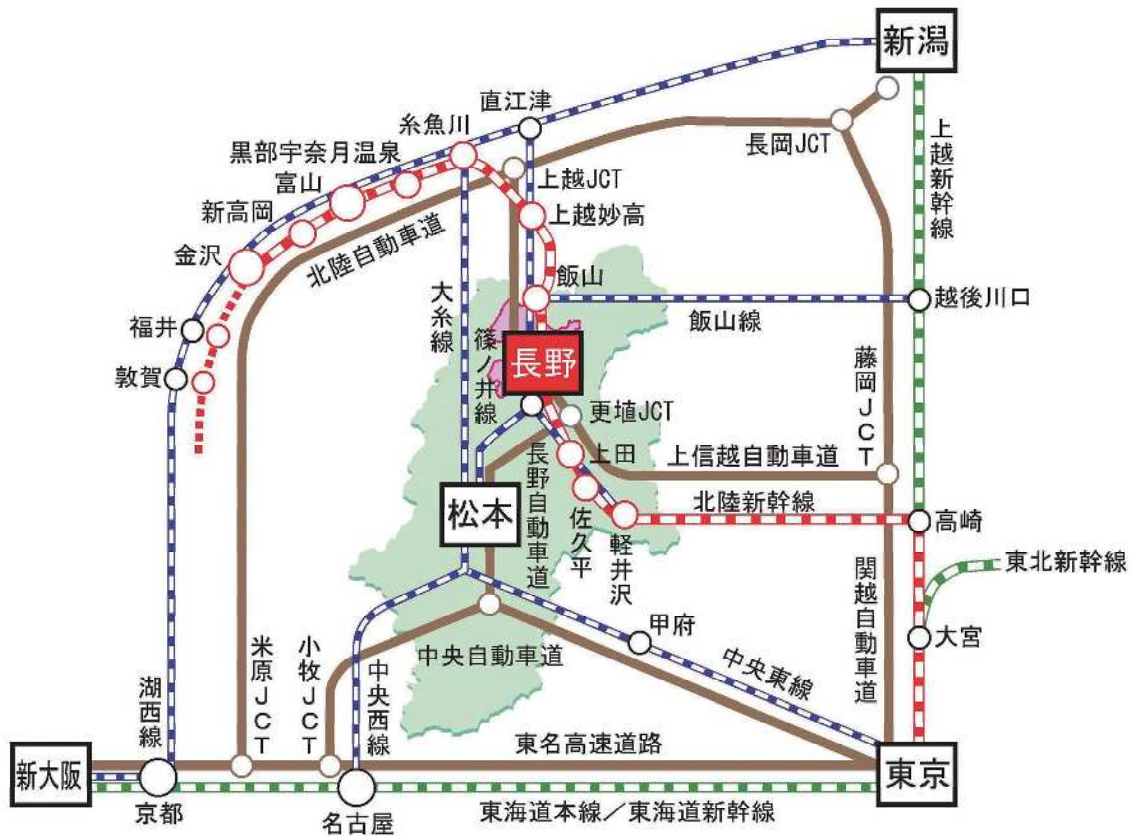 新潟
直江津
糸魚川
黒部宇奈月温泉
富山
新高岡
金沢
長岡JCT
上越新幹線
上越JCT
上越妙高
北陸自動車道
飯山
越後川口
飯山線
大糸線
福井
敦賀
篠ノ井線
長野
藤岡JCT
更埴JCT
上田
上信越自動車道
長野自動車道
松本
佐久平
軽井沢
北陸新幹線
高崎
東北新幹線
関越自動車道
大宮
甲府
中央東線
中央自動車道
米原JCT
小牧JCT
中央西線
湖西線
東名高速道路
新大阪
東京
京都
名古屋
東海道本線／東海道新幹線